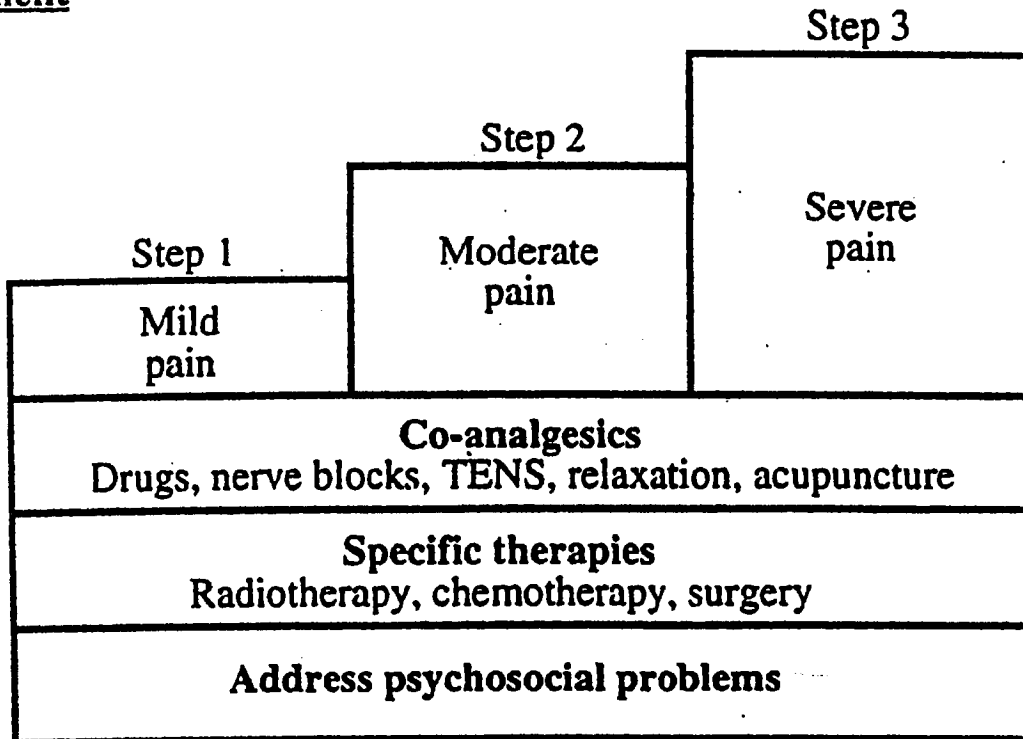 Step 3
Step 2
Severe
pain
Step 1
Moderate
pain
Mild
pain
Co-analgesics
Drugs, nerve blocks, TENS, relaxation, acupuncture
Specific therapies
Radiotherapy, chemotherapy, surgery
Address psychosocial problems